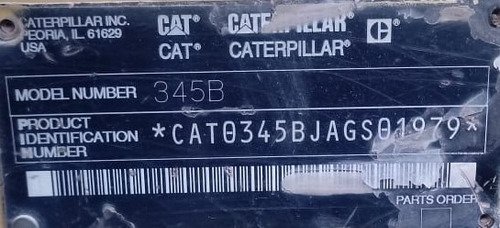 CATERPILLAR INC. CAT® CATERPILLAR®
PEORIA, IL. 61629
USA CAT® CATERPILLAR®
MODEL NUMBER 345B
PRODUCT
IDENTIFICATION
NUMBER *CAT0345BJAGS01979*
PARTS ORDER